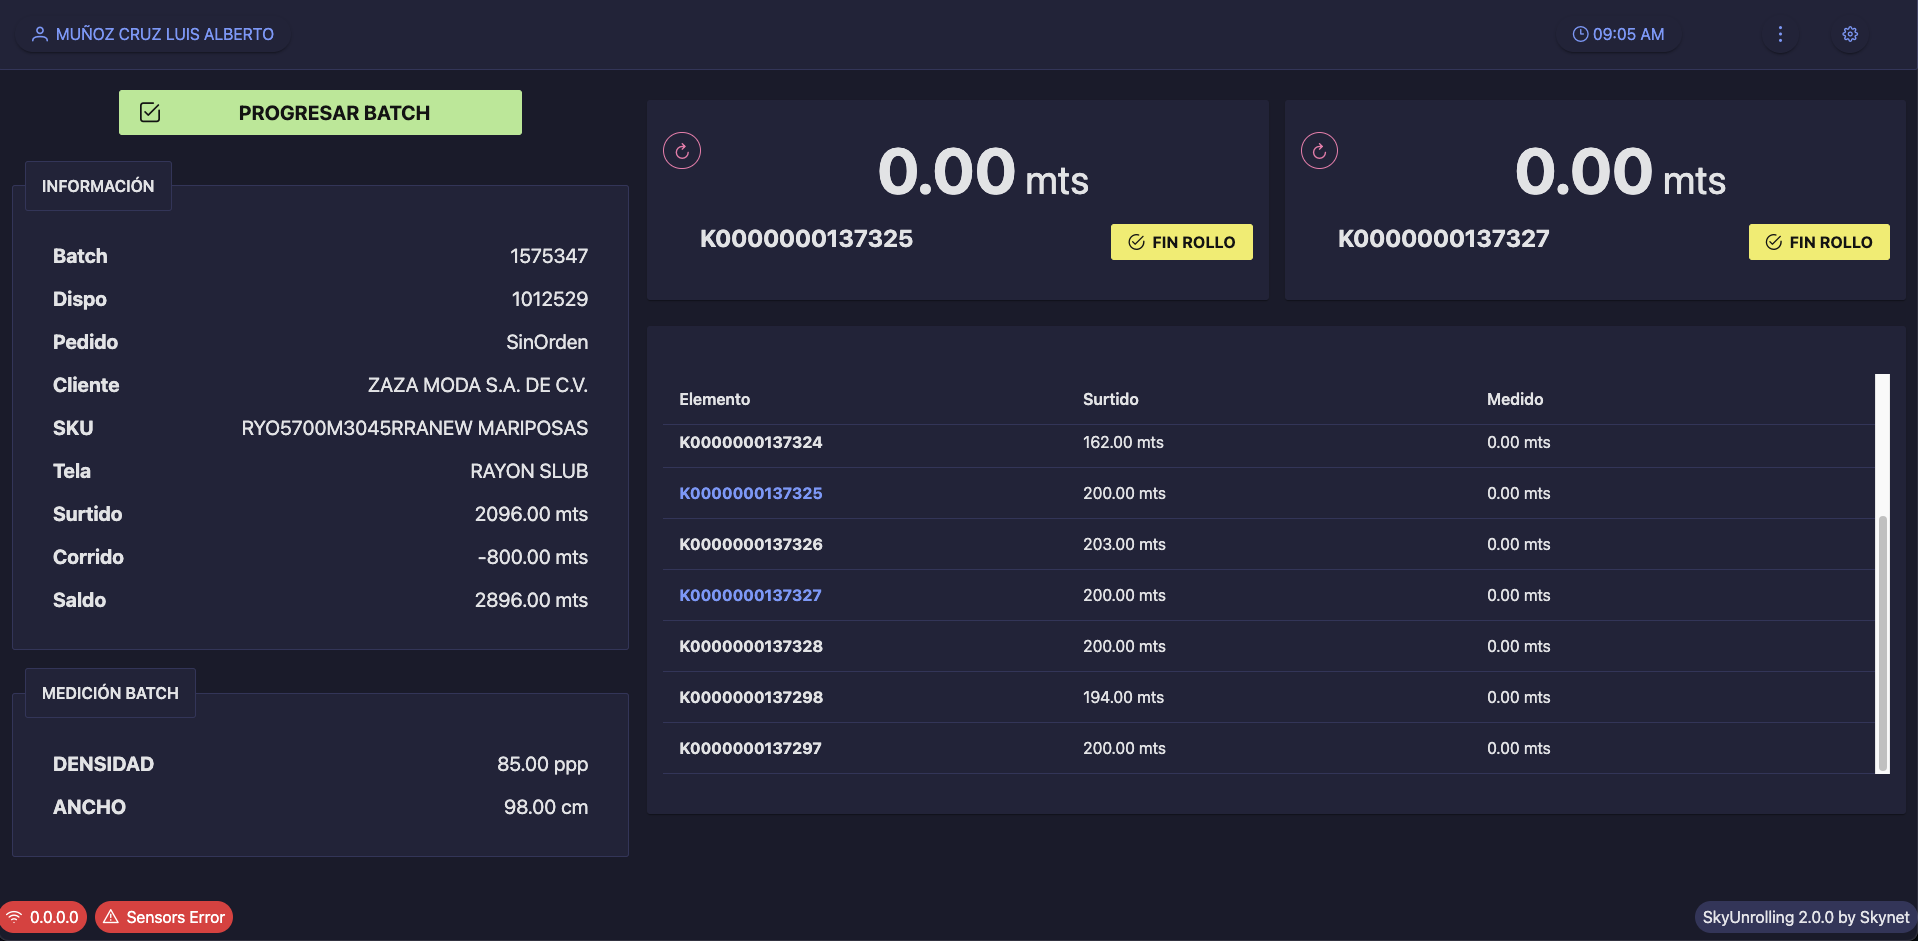 MUÑOZ CRUZ LUIS ALBERTO
09:05 AM
PROGRESAR BATCH
INFORMACIÓN
Batch 1575347
Dispo 1012529
Pedido SinOrden
Cliente ZAZA MODA S.A. DE C.V.
SKU RYO5700M3045RRANEW MARIPOSAS
Tela RAYON SLUB
Surtido 2096.00 mts
Corrido -800.00 mts
Saldo 2896.00 mts
MEDICIÓN BATCH
DENSIDAD 85.00 ppp
ANCHO 98.00 cm
0.00 mts
K0000000137325 FIN ROLLO
0.00 mts
K0000000137327 FIN ROLLO
Elemento Surtido Medido
K0000000137324 162.00 mts 0.00 mts
K0000000137325 200.00 mts 0.00 mts
K0000000137326 203.00 mts 0.00 mts
K0000000137327 200.00 mts 0.00 mts
K0000000137328 200.00 mts 0.00 mts
K0000000137298 194.00 mts 0.00 mts
K0000000137297 200.00 mts 0.00 mts
0.0.0.0 Sensors Error
SkyUnrolling 2.0.0 by Skynet